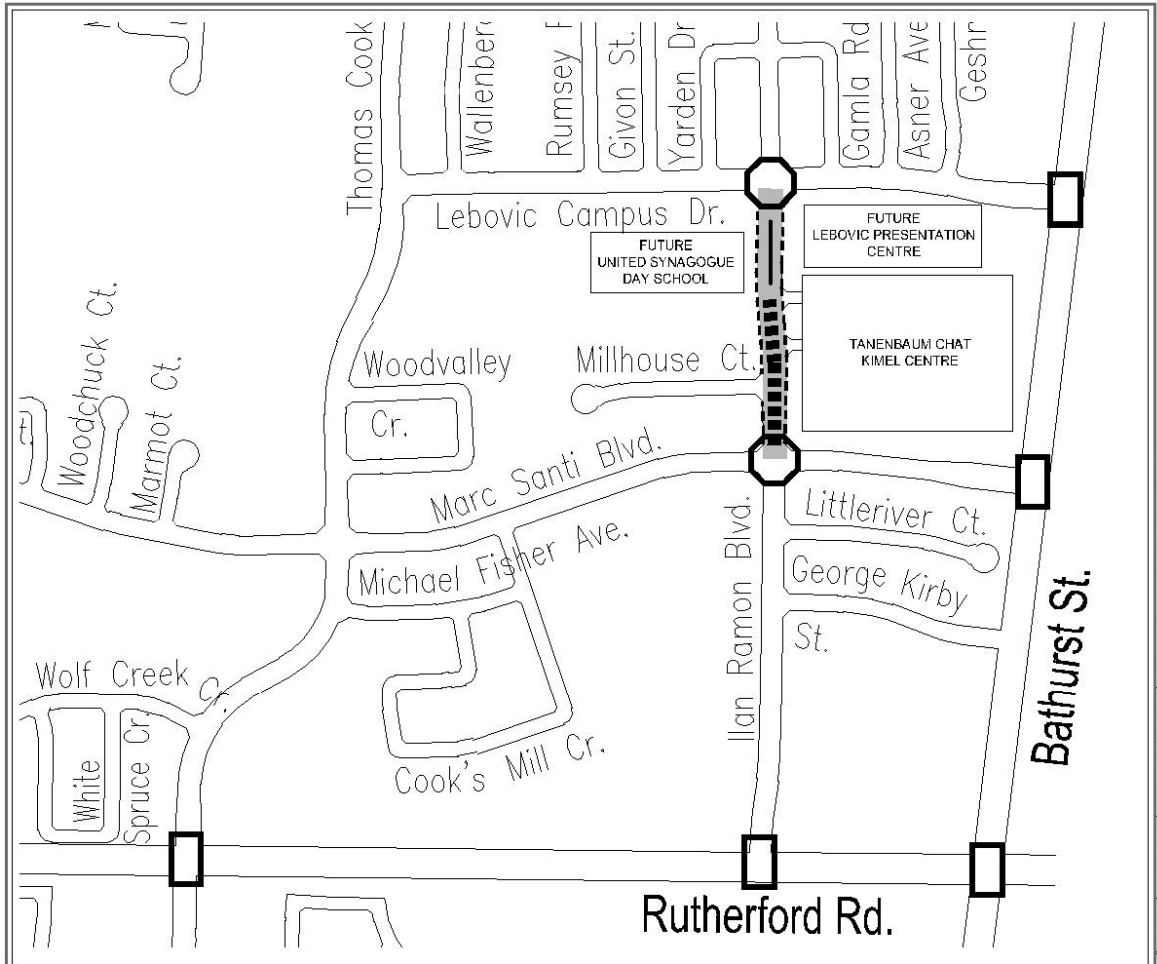 Thomas Cook
Wallenberg
Rumsey
Givon St.
Yarden Dr
Gamla Rd
Asner Ave
Geshr
Lebovic Campus Dr.
FUTURE
LEBOVIC PRESENTATION
CENTRE
FUTURE
UNITED SYNAGOGUE
DAY SCHOOL
TANENBAUM CHAT
KIMEL CENTRE
Woodchuck Ct.
Marmot Ct.
Woodvalley
Cr.
Millhouse Ct.
t.
Marc Santi Blvd.
Michael Fisher Ave.
Ilan Ramon Blvd.
Littleriver Ct.
George Kirby
St.
Bathurst St.
Wolf Creek Cr.
White
Spruce Cr.
Cook's Mill Cr.
Rutherford Rd.